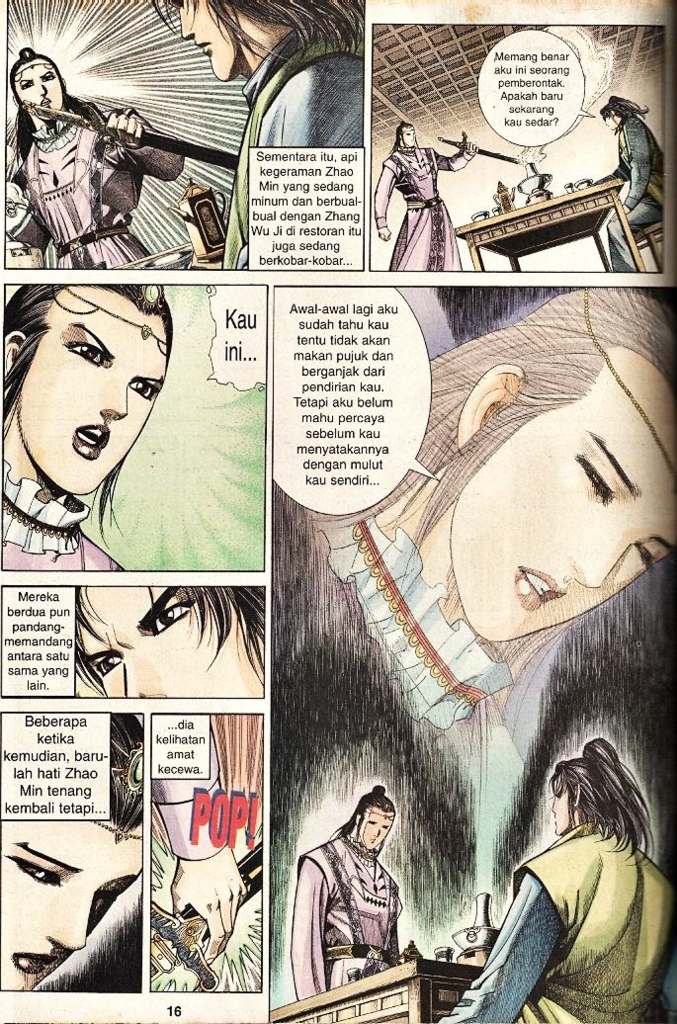 Sementara itu, api
kegeraman Zhao
Min yang sedang
minum dan berbual-
bual dengan Zhang
Wu Ji di restoran itu
juga sedang
berkobar-kobar...
Memang benar
aku ini seorang
pemberontak.
Apakah baru
sekarang
kau sedar?
Kau
ini...
Awal-awal lagi aku
sudah tahu kau
tentu tidak akan
makan pujuk dan
berganjak dari
pendirian kau.
Tetapi aku belum
mahu percaya
sebelum kau
menyatakannya
dengan mulut
kau sendiri...
Mereka
berdua pun
pandang-
memandang
antara satu
sama yang
lain.
Beberapa
ketika
kemudian, baru-
lah hati Zhao
Min tenang
kembali tetapi...
...dia
kelihatan
amat
kecewa.
POP!
16